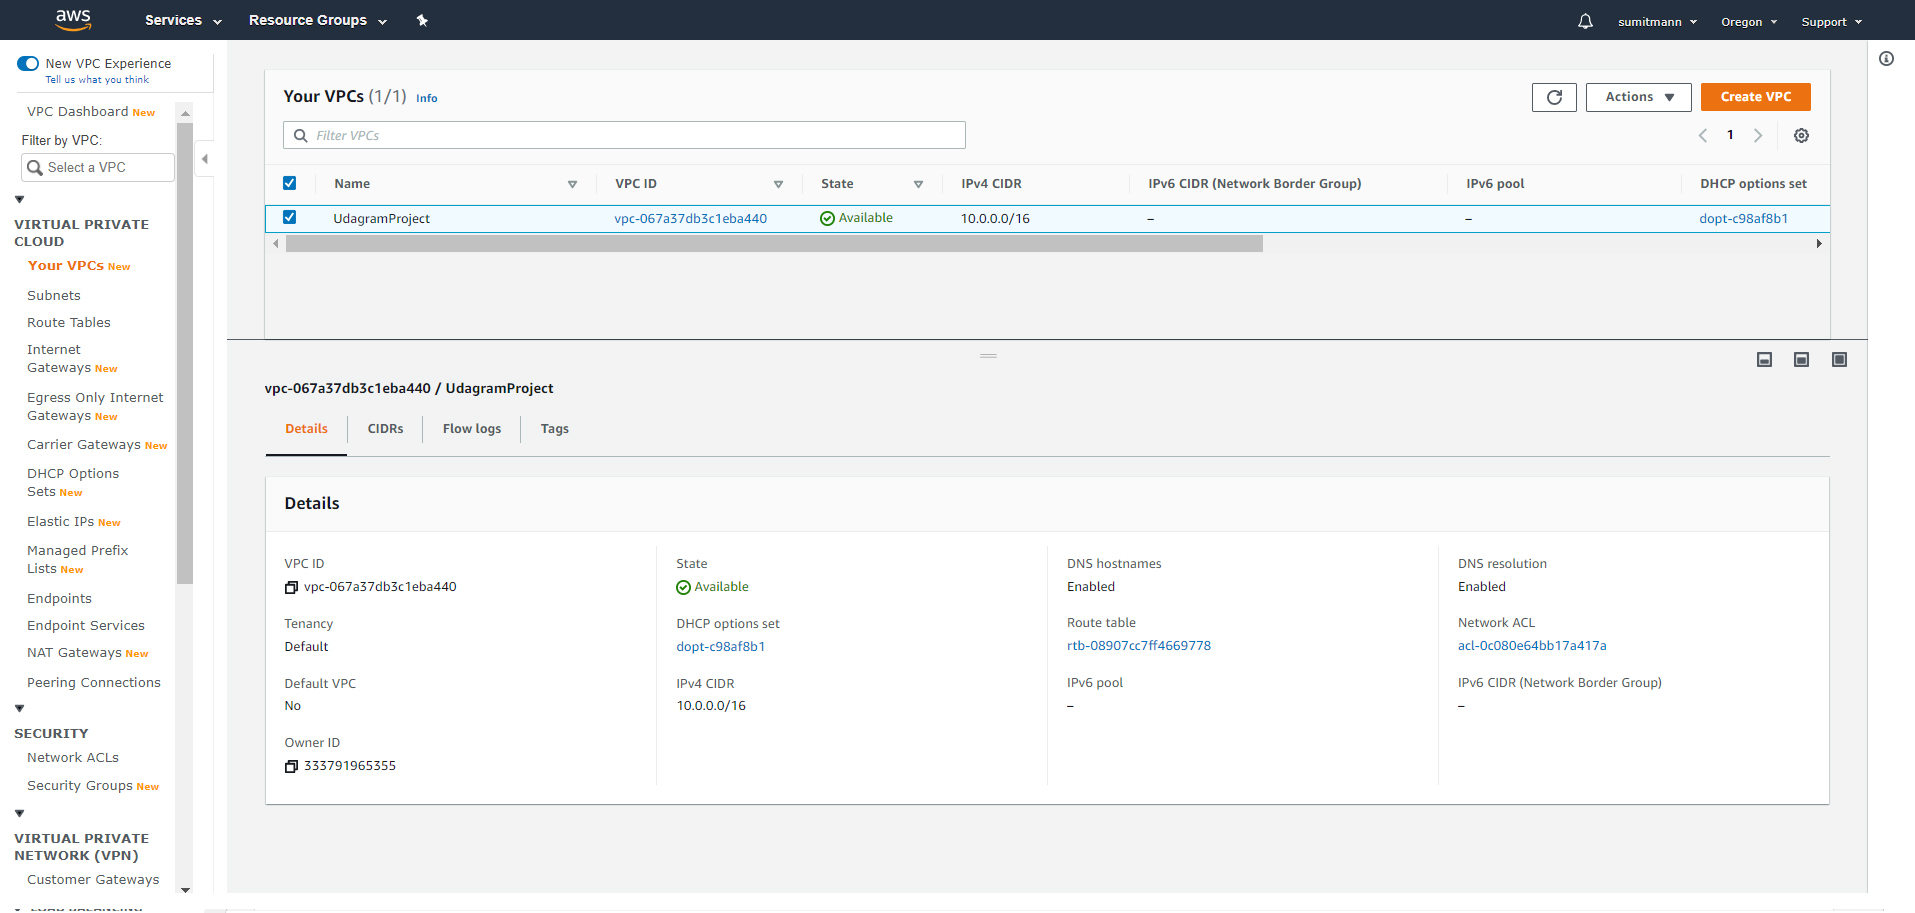 aws Services Resource Groups sumitmann Oregon Support
New VPC Experience
Tell us what you think
VPC Dashboard New
Filter by VPC:
Select a VPC
VIRTUAL PRIVATE
CLOUD
Your VPCs New
Subnets
Route Tables
Internet
Gateways New
Egress Only Internet
Gateways New
Carrier Gateways New
DHCP Options
Sets New
Elastic IPs New
Managed Prefix
Lists New
Endpoints
Endpoint Services
NAT Gateways New
Peering Connections
SECURITY
Network ACLs
Security Groups New
VIRTUAL PRIVATE
NETWORK (VPN)
Customer Gateways
Your VPCs (1/1) Info
Actions Create VPC
Filter VPCs
1
Name VPC ID State IPv4 CIDR IPv6 CIDR (Network Border Group) IPv6 pool DHCP options set
UdagramProject vpc-067a37db3c1eba440 Available 10.0.0.0/16 – – dopt-c98af8b1
vpc-067a37db3c1eba440 / UdagramProject
Details CIDRs Flow logs Tags
Details
VPC ID State DNS hostnames DNS resolution
vpc-067a37db3c1eba440 Available Enabled Enabled
Tenancy DHCP options set Route table Network ACL
Default dopt-c98af8b1 rtb-08907cc7ff4669778 acl-0c080e64bb17a417a
Default VPC IPv4 CIDR IPv6 pool IPv6 CIDR (Network Border Group)
No 10.0.0.0/16 – –
Owner ID
333791965355